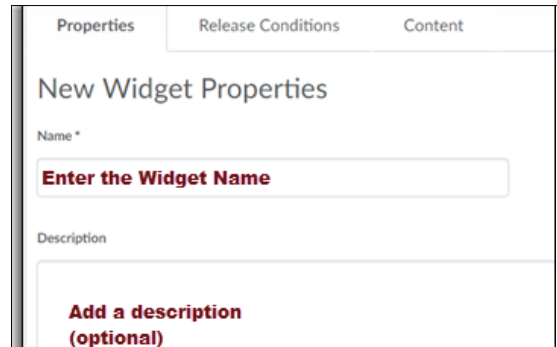 Properties Release Conditions Content
New Widget Properties
Name *
Enter the Widget Name
Description
Add a description
(optional)